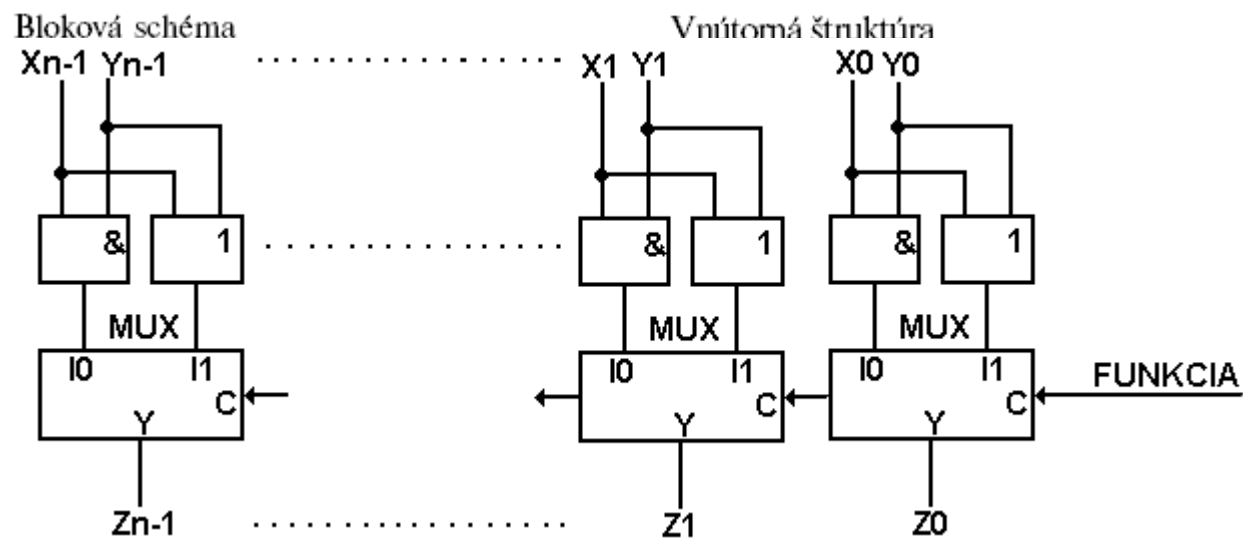 Bloková schéma Vnútorná štruktúra
Xn-1 Yn-1 X1 Y1 X0 Y0
& 1 & 1 & 1
MUX MUX MUX
I0 I1 I0 I1 I0 I1 FUNKCIA
C C C
Y Y Y
Zn-1 Z1 Z0